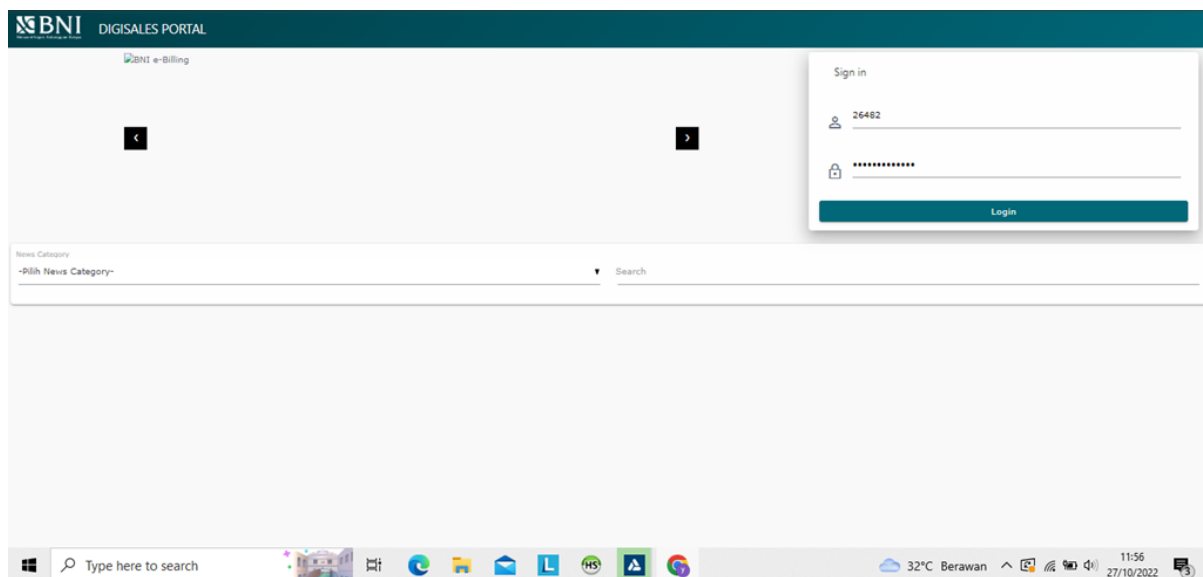 BNI DIGISALES PORTAL
BNI e-Billing
Sign in
26482
•••••••••••••
Login
News Category
-Pilih News Category-
Search
Type here to search
L
HS
32°C Berawan
11:56
27/10/2022
3